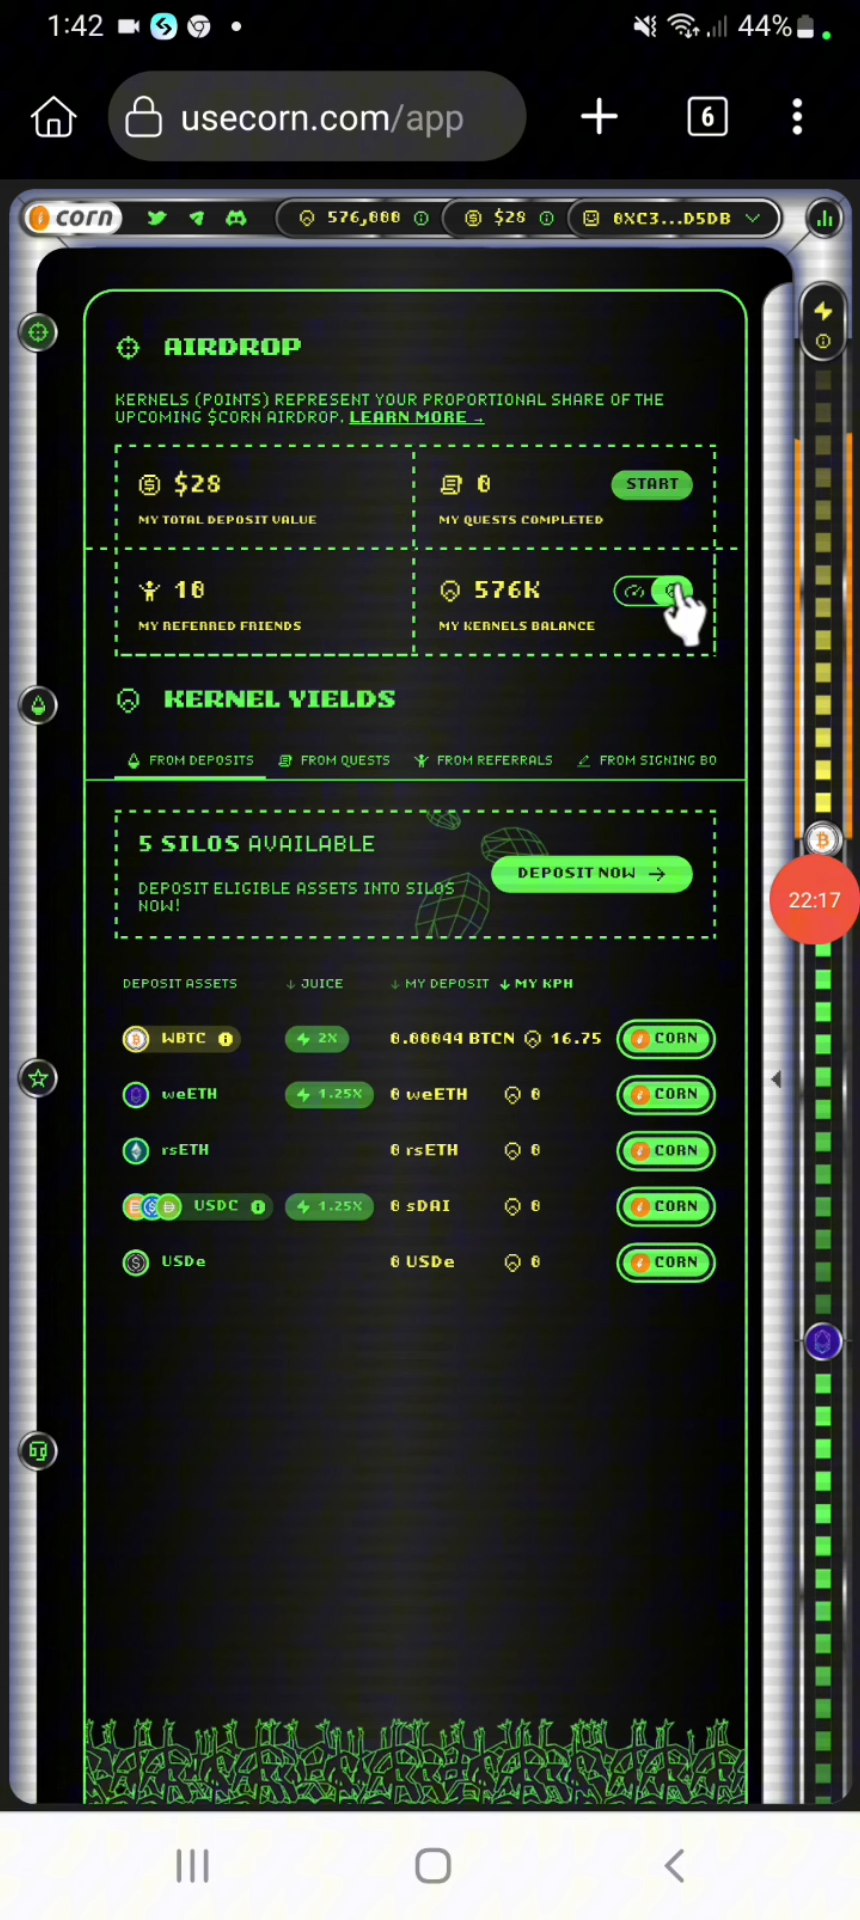 1:42
44%
usecorn.com/app
6
corn
576,000
$28
0XC3...D5DB
AIRDROP
KERNELS (POINTS) REPRESENT YOUR PROPORTIONAL SHARE OF THE
UPCOMING $CORN AIRDROP. LEARN MORE →
$28
MY TOTAL DEPOSIT VALUE
0
START
MY QUESTS COMPLETED
10
MY REFERRED FRIENDS
576K
MY KERNELS BALANCE
KERNEL YIELDS
FROM DEPOSITS
FROM QUESTS
FROM REFERRALS
FROM SIGNING BO
5 SILOS AVAILABLE
DEPOSIT ELIGIBLE ASSETS INTO SILOS
NOW!
DEPOSIT NOW →
22:17
DEPOSIT ASSETS ↓ JUICE ↓ MY DEPOSIT ↓ MY KPH
WBTC 2X 0.00044 BTCN 16.75 CORN
weETH 1.25X 0 weETH 0 CORN
rsETH 0 rsETH 0 CORN
USDC 1.25X 0 sDAI 0 CORN
USDe 0 USDe 0 CORN